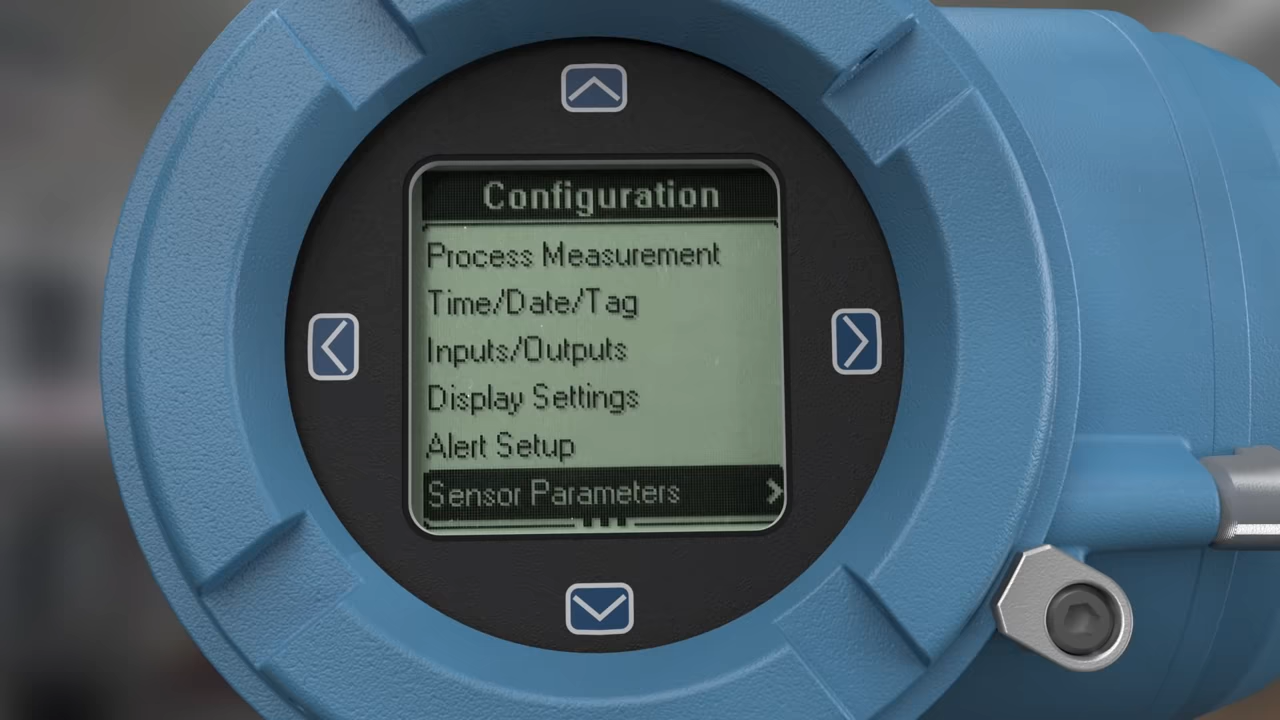 Configuration
Process Measurement
Time/Date/Tag
Inputs/Outputs
Display Settings
Alert Setup
Sensor Parameters